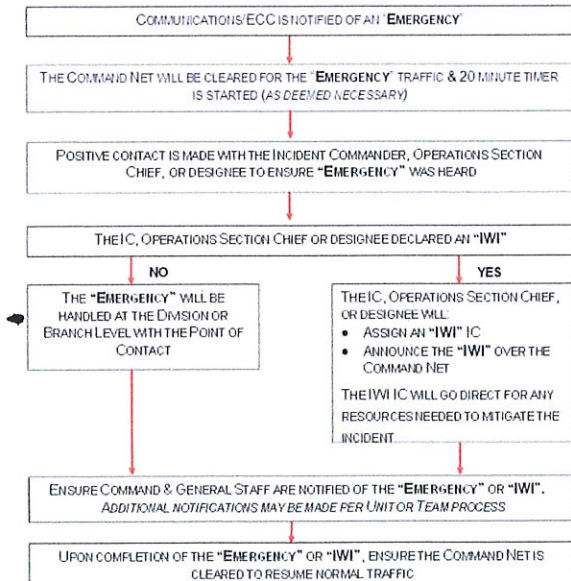 COMMUNICATIONS/ECC IS NOTIFIED OF AN "EMERGENCY"
THE COMMAND NET WILL BE CLEARED FOR THE "EMERGENCY" TRAFFIC & 20 MINUTE TIMER
IS STARTED (AS DEEMED NECESSARY)
POSITIVE CONTACT IS MADE WITH THE INCIDENT COMMANDER, OPERATIONS SECTION
CHIEF, OR DESIGNEE TO ENSURE "EMERGENCY" WAS HEARD
THE IC, OPERATIONS SECTION CHIEF OR DESIGNEE DECLARED AN "IWI"
NO
YES
THE "EMERGENCY" WILL BE
HANDLED AT THE DIVISION OR
BRANCH LEVEL WITH THE POINT OF
CONTACT
THE IC, OPERATIONS SECTION CHIEF,
OR DESIGNEE WILL:
• ASSIGN AN "IWI" IC
• ANNOUNCE THE "IWI" OVER THE
COMMAND NET
THE IWI IC WILL GO DIRECT FOR ANY
RESOURCES NEEDED TO MITIGATE THE
INCIDENT
ENSURE COMMAND & GENERAL STAFF ARE NOTIFIED OF THE "EMERGENCY" OR "IWI".
ADDITIONAL NOTIFICATIONS MAY BE MADE PER UNIT OR TEAM PROCESS
UPON COMPLETION OF THE "EMERGENCY" OR "IWI", ENSURE THE COMMAND NET IS
CLEARED TO RESUME NORMAL TRAFFIC